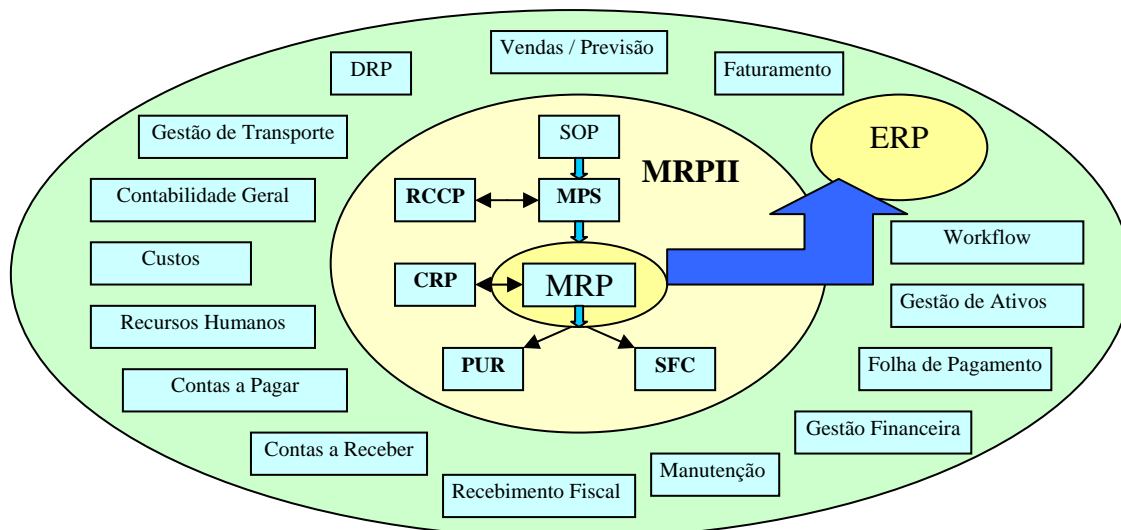 Vendas / Previsão
DRP
Faturamento
Gestão de Transporte
SOP
ERP
MRPII
Contabilidade Geral
RCCP
MPS
Workflow
Custos
CRP
MRP
Gestão de Ativos
Recursos Humanos
PUR
SFC
Folha de Pagamento
Contas a Pagar
Gestão Financeira
Contas a Receber
Manutenção
Recebimento Fiscal